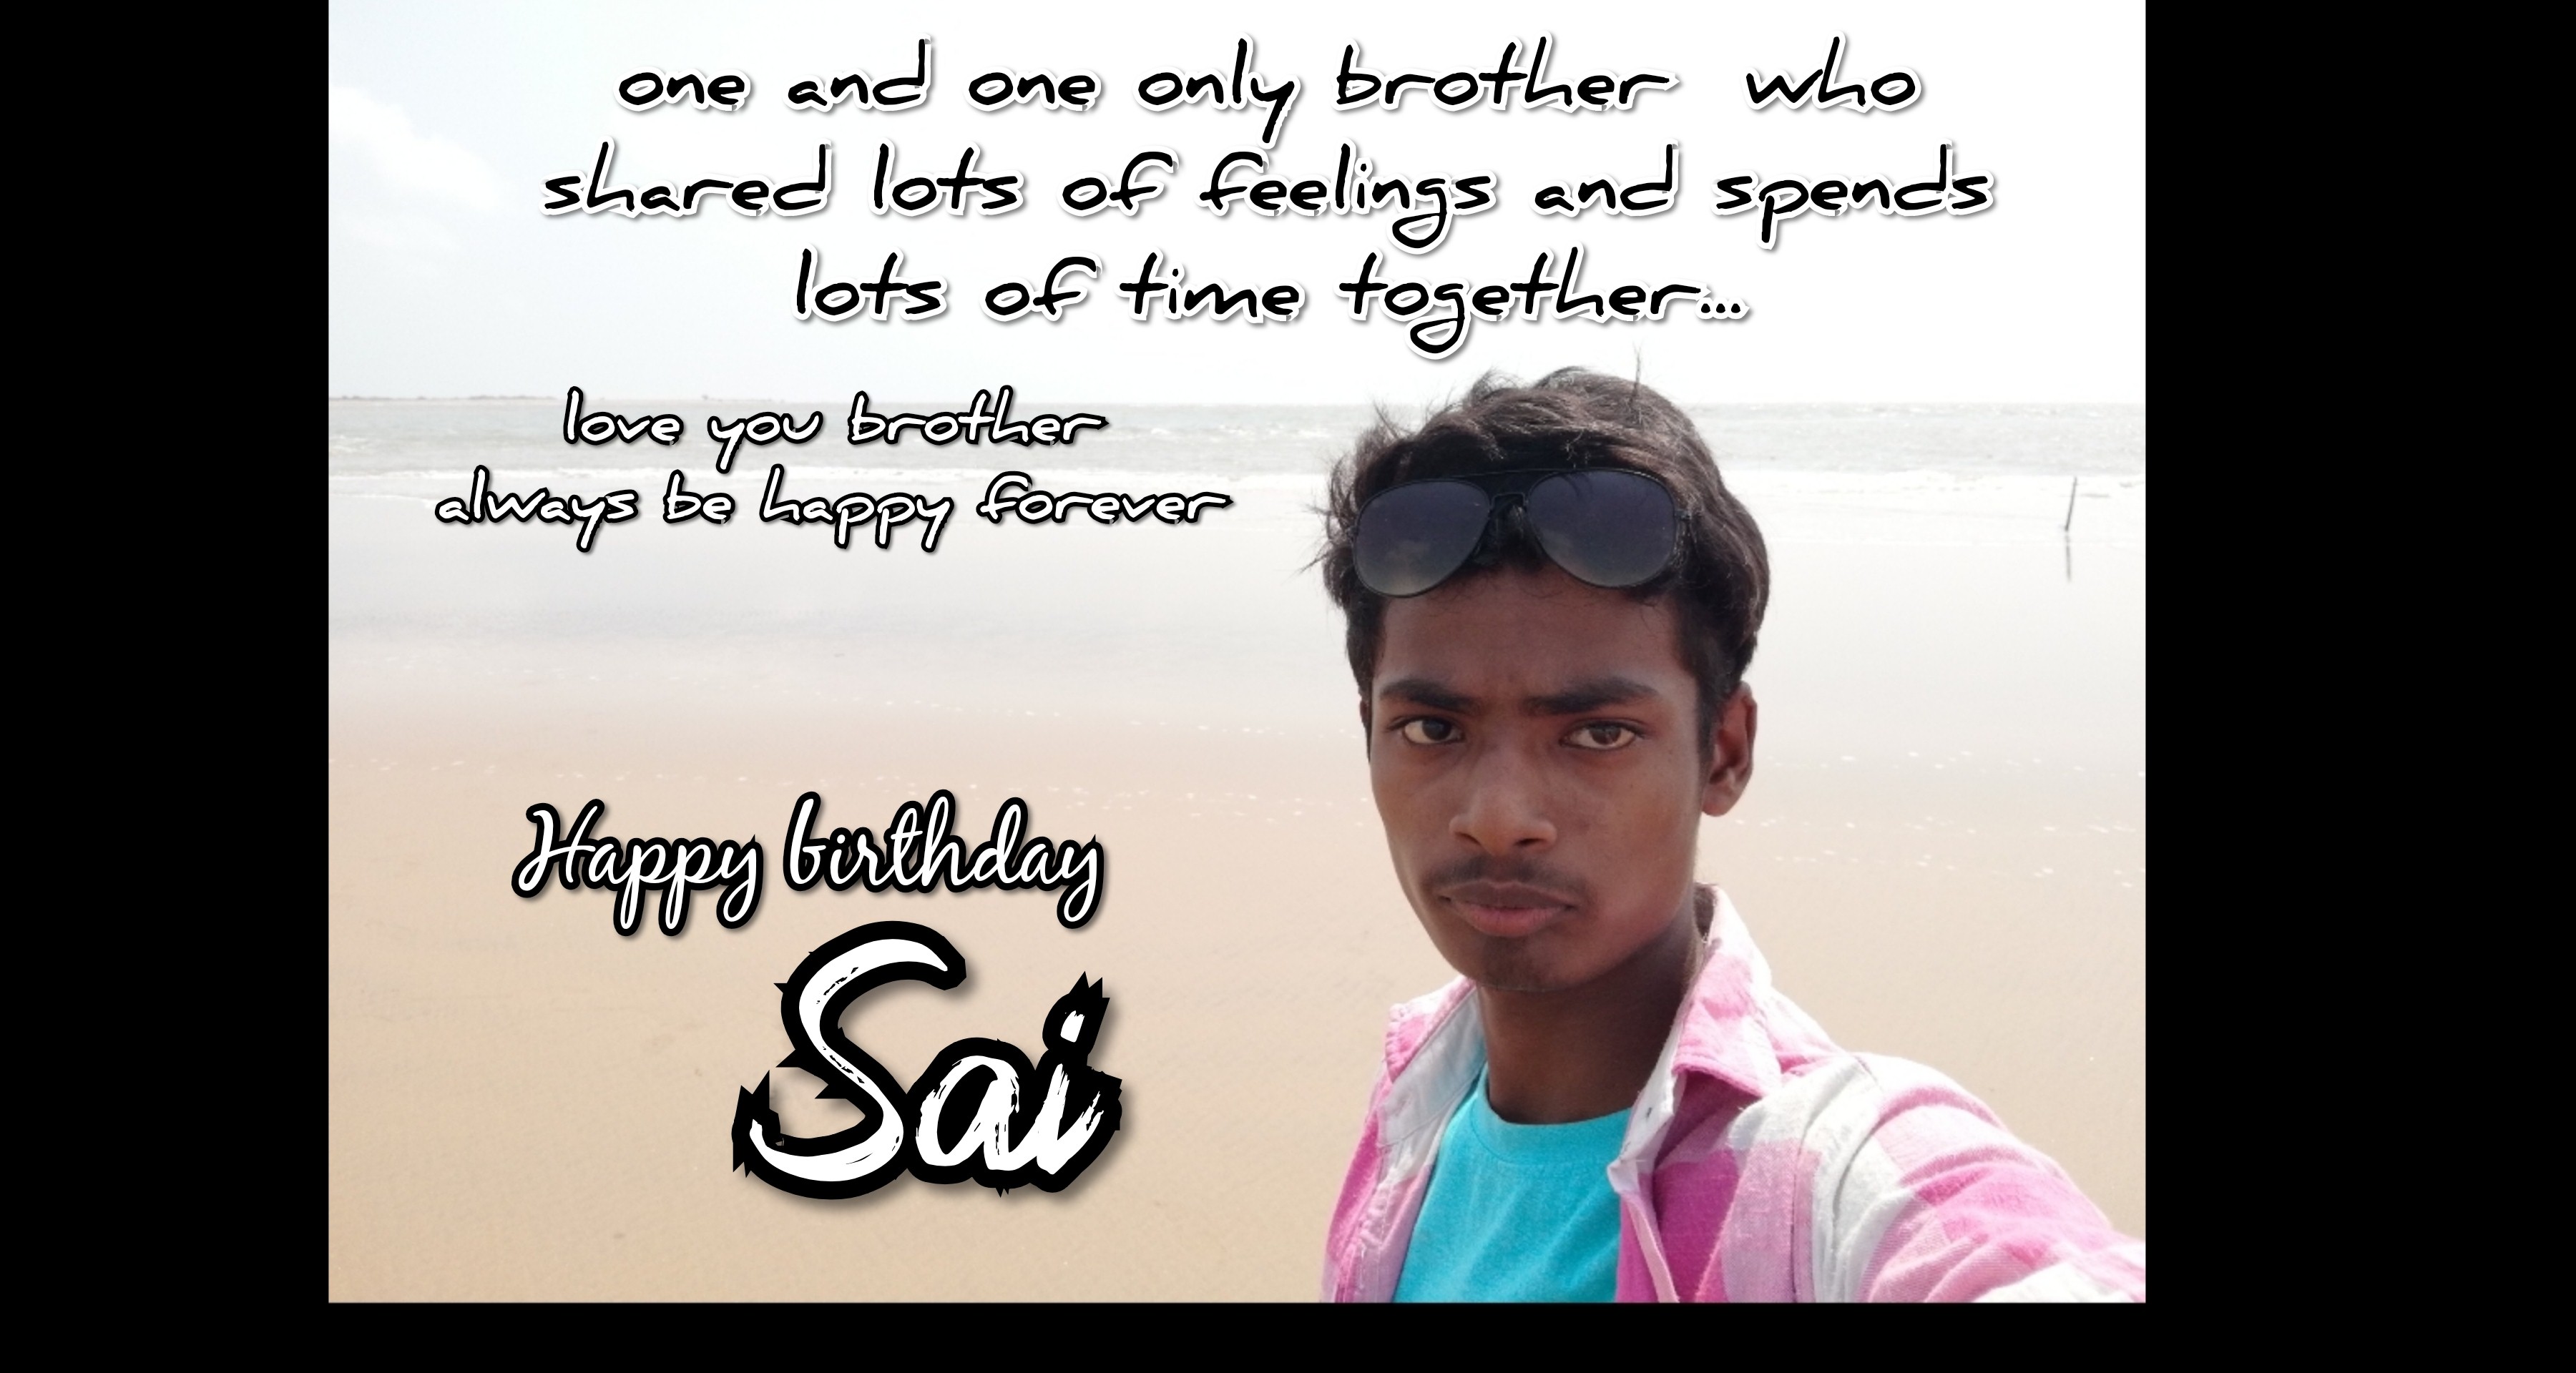 one and one only brother who
shared lots of feelings and spends
lots of time together...
love you brother
always be happy forever
Happy birthday
Sai